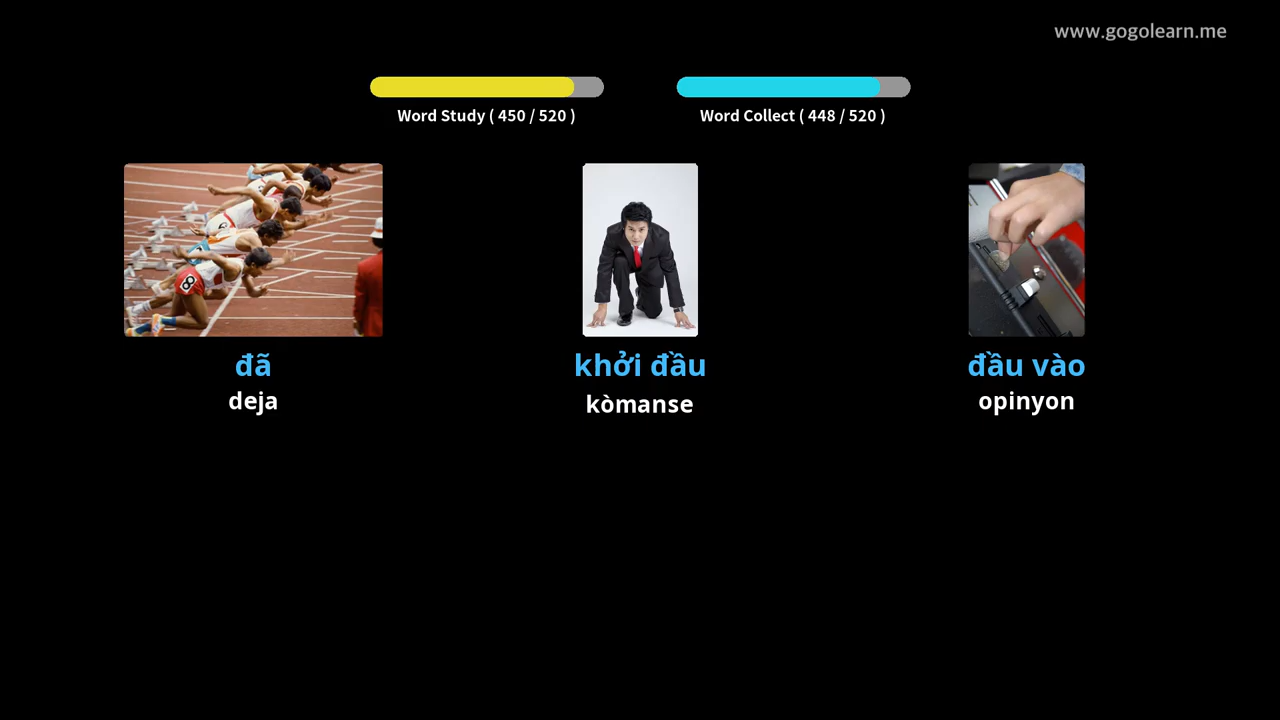 www.gogolearn.me
Word Study ( 450 / 520 )
Word Collect ( 448 / 520 )
8
đã
khởi đầu
đầu vào
deja
kòmanse
opinyon